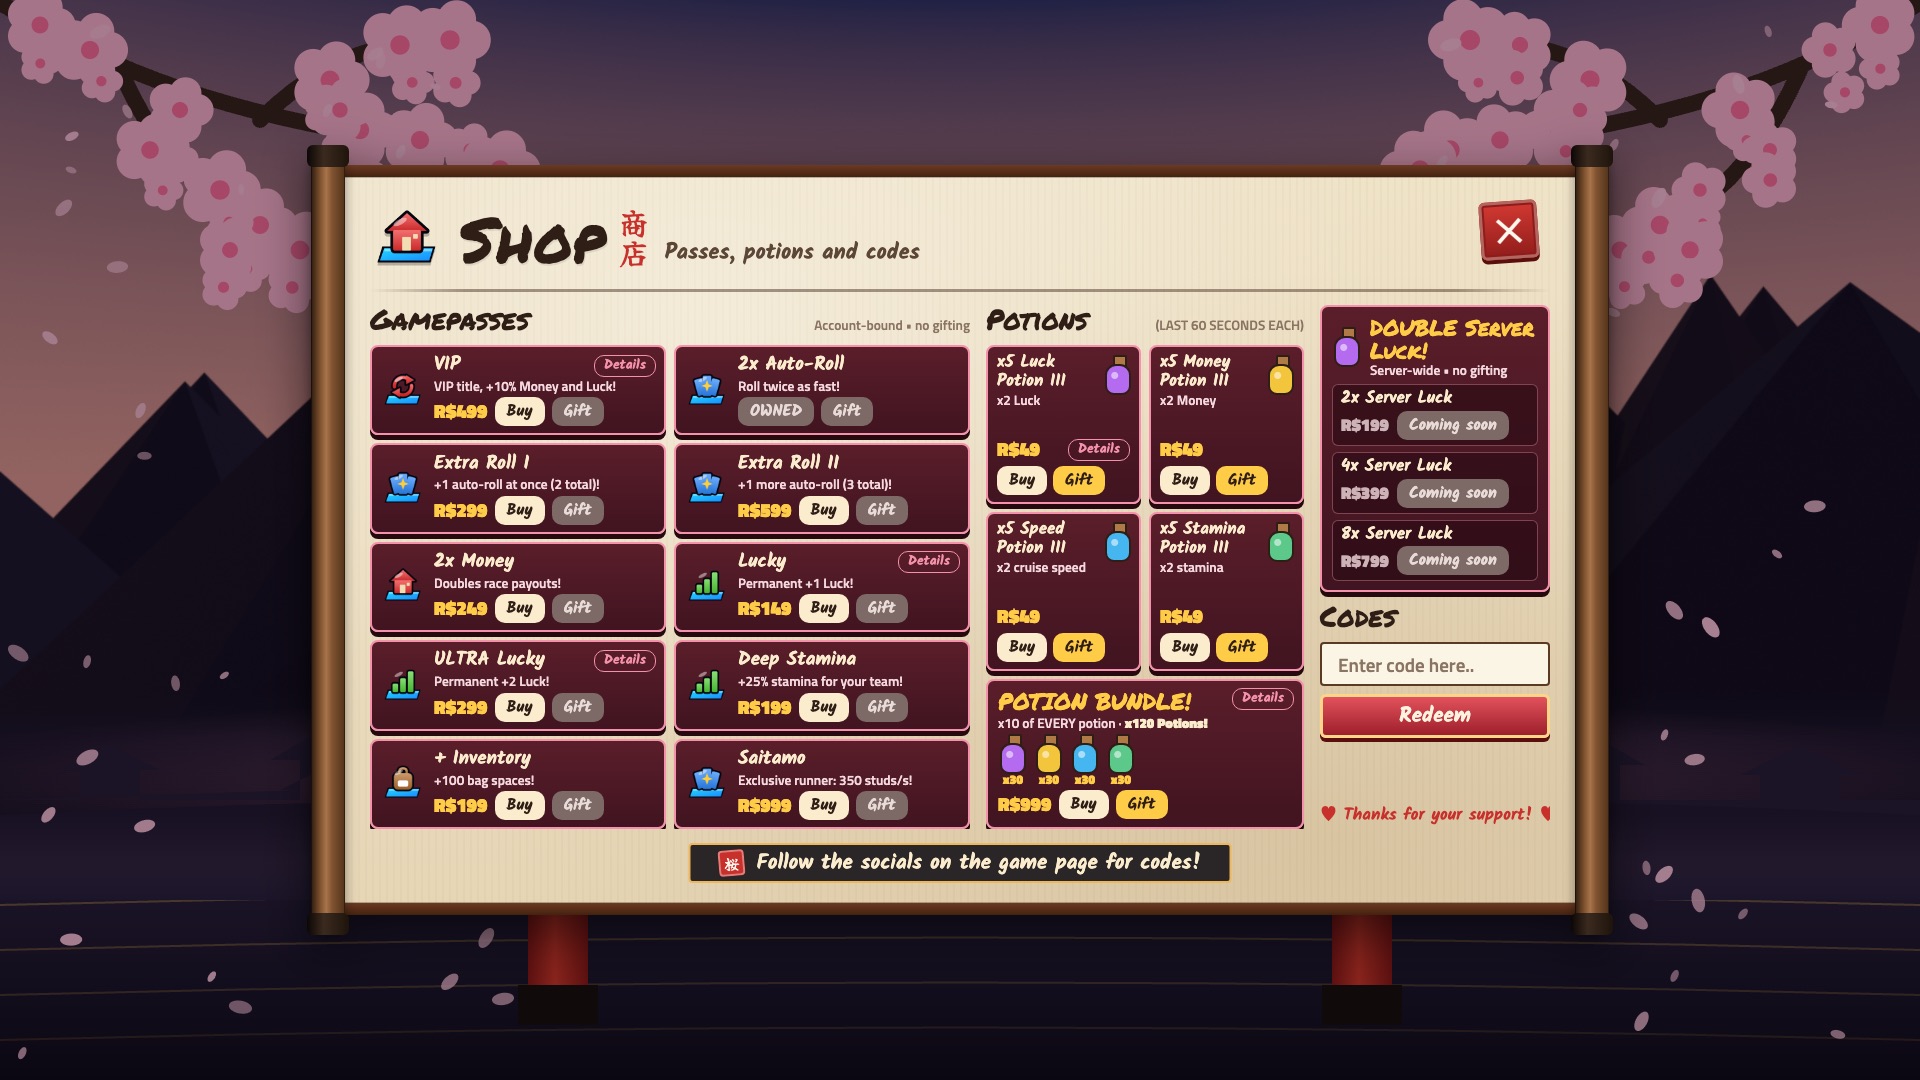 SHOP
商店
Passes, potions and codes
GAMEPASSES
Account-bound • no gifting
VIP
Details
VIP title, +10% Money and Luck!
R$499 Buy Gift
2x Auto-Roll
Roll twice as fast!
OWNED Gift
Extra Roll I
+1 auto-roll at once (2 total)!
R$299 Buy Gift
Extra Roll II
+1 more auto-roll (3 total)!
R$599 Buy Gift
2x Money
Doubles race payouts!
R$249 Buy Gift
Lucky
Details
Permanent +1 Luck!
R$149 Buy Gift
ULTRA Lucky
Details
Permanent +2 Luck!
R$299 Buy Gift
Deep Stamina
+25% stamina for your team!
R$199 Buy Gift
+ Inventory
+100 bag spaces!
R$199 Buy Gift
Saitamo
Exclusive runner: 350 studs/s!
R$999 Buy Gift
POTIONS
(LAST 60 SECONDS EACH)
x5 Luck
Potion III
x2 Luck
R$49 Details
Buy Gift
x5 Money
Potion III
x2 Money
R$49
Buy Gift
x5 Speed
Potion III
x2 cruise speed
R$49
Buy Gift
x5 Stamina
Potion III
x2 stamina
R$49
Buy Gift
POTION BUNDLE!
Details
x10 of EVERY potion · x120 Potions!
x30 x30 x30 x30
R$999 Buy Gift
DOUBLE SERVER
LUCK!
Server-wide • no gifting
2x Server Luck
R$199 Coming soon
4x Server Luck
R$399 Coming soon
8x Server Luck
R$799 Coming soon
CODES
Enter code here..
Redeem
♥ Thanks for your support! ♥
桜 Follow the socials on the game page for codes!